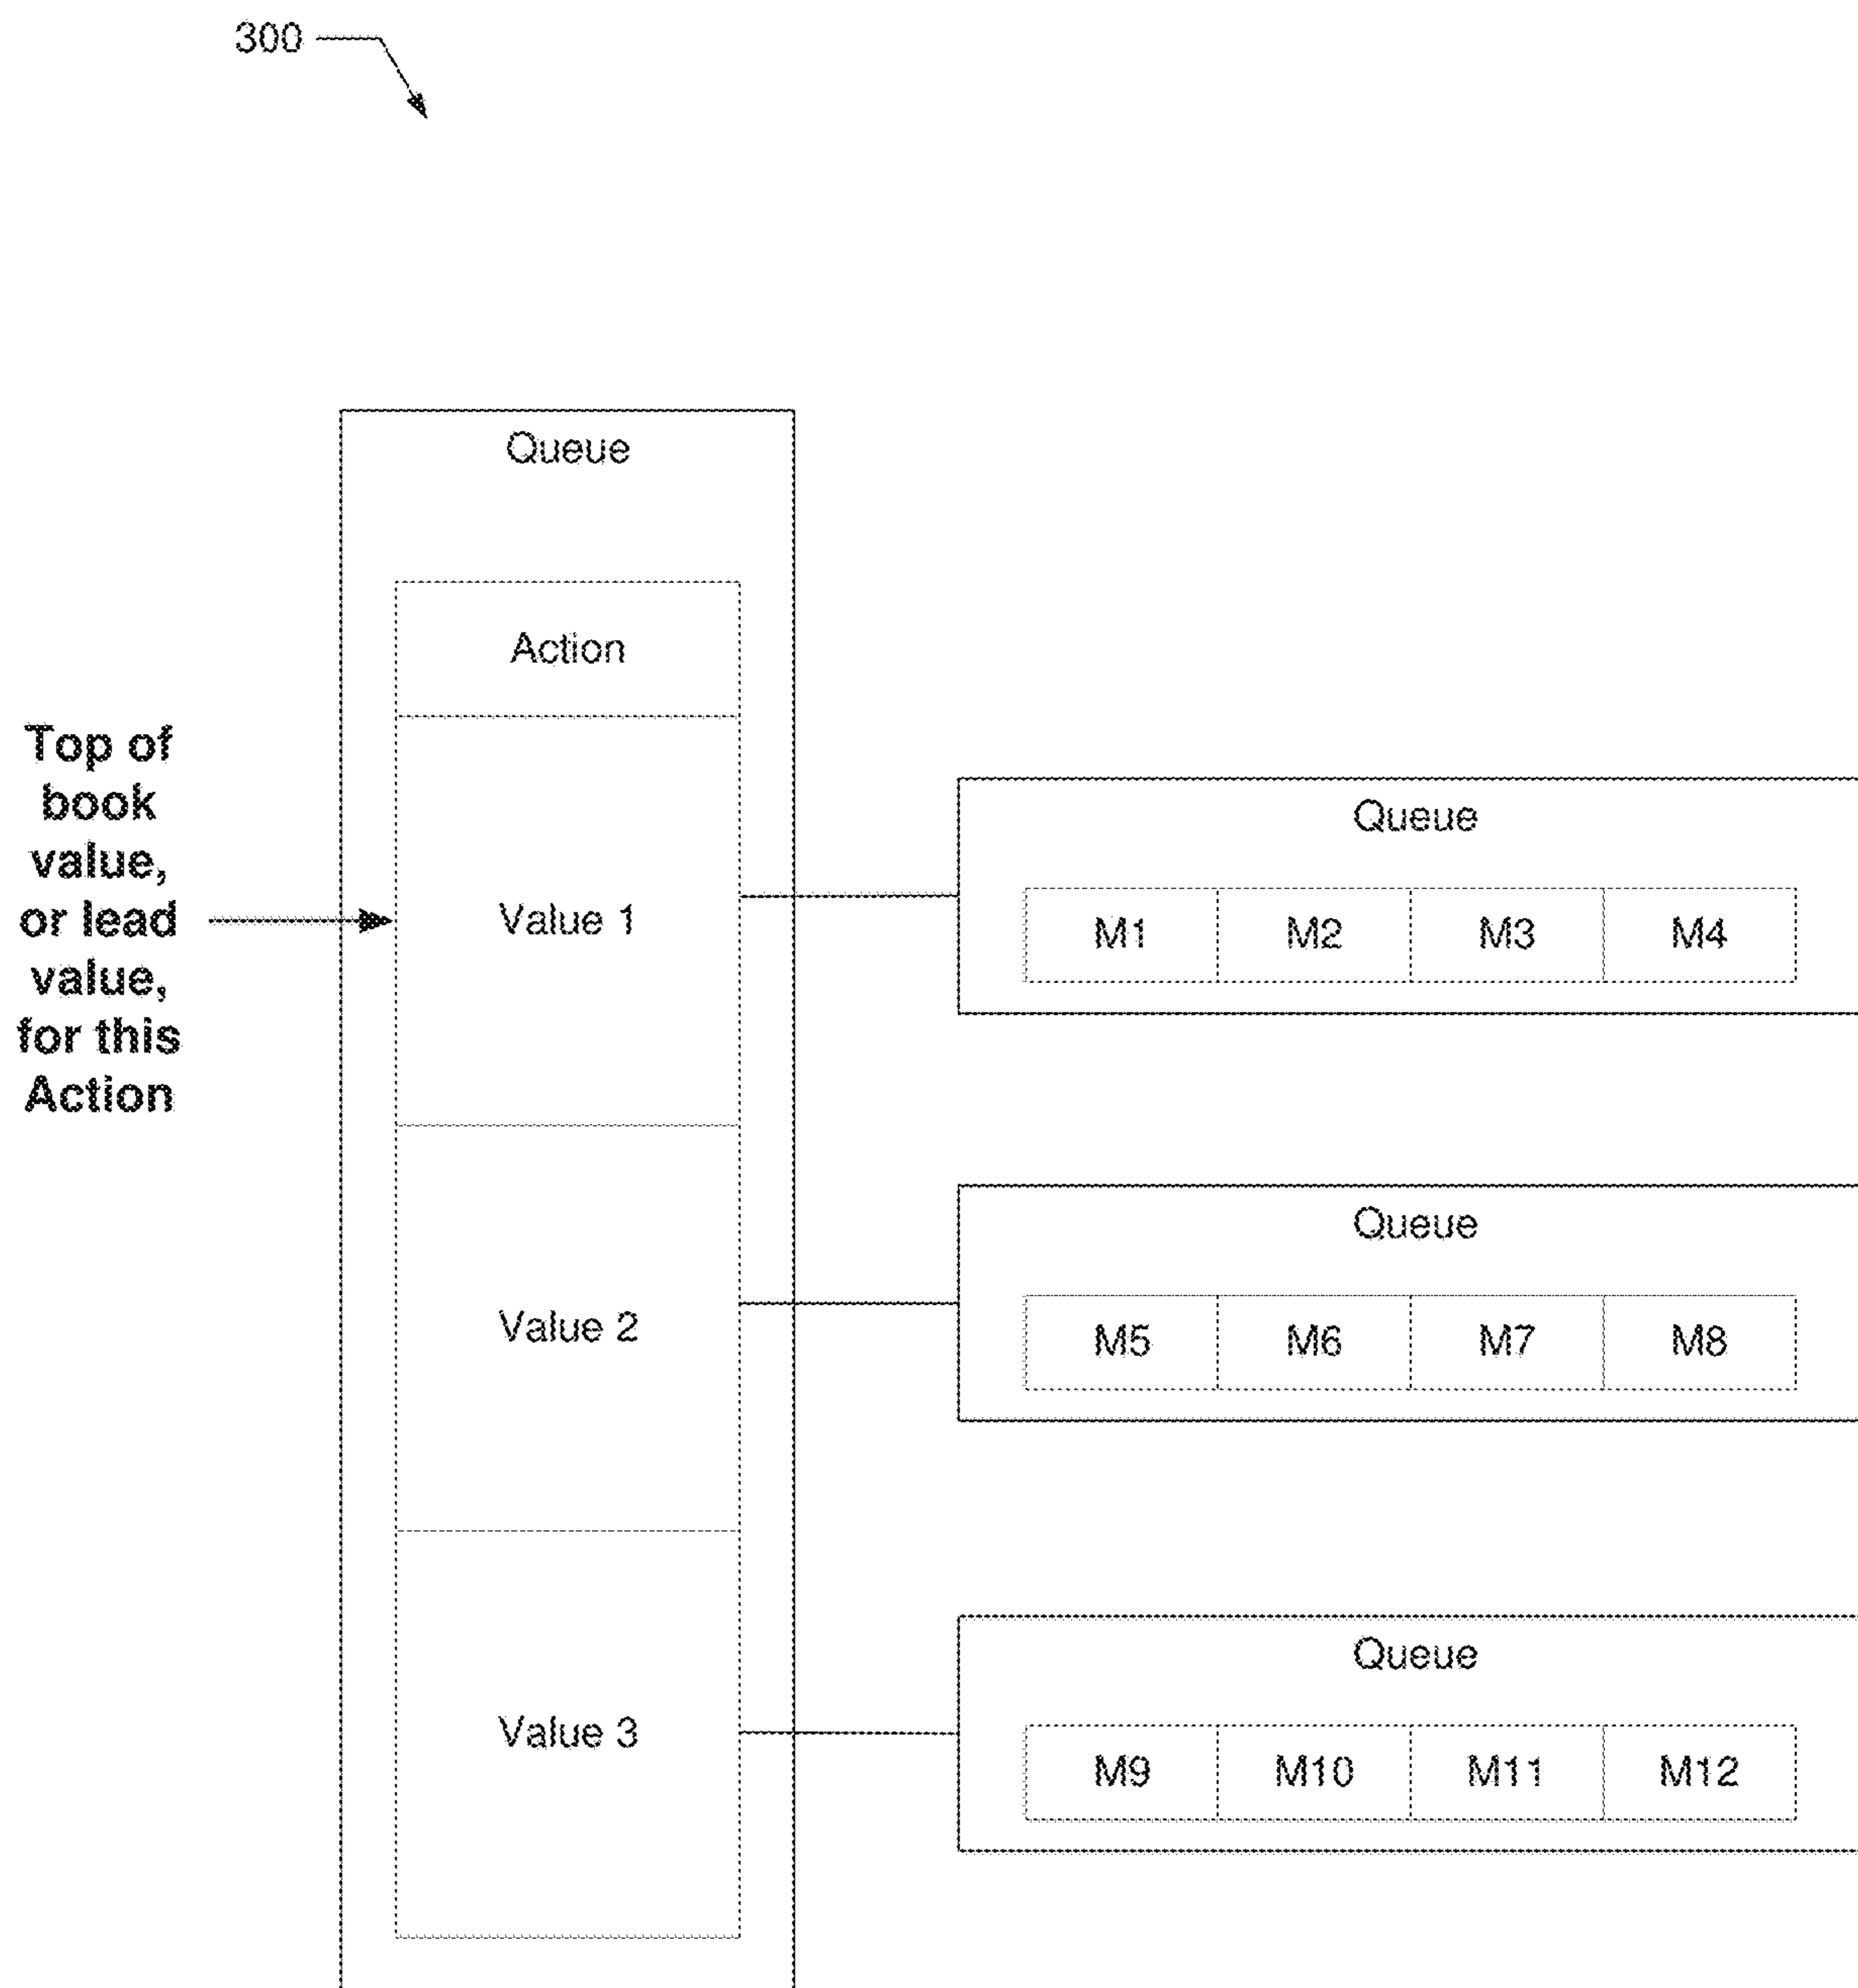 300
Queue
Action
Top of
book
value,
or lead
value,
for this
Action
Value 1
Queue
M1 M2 M3 M4
Value 2
Queue
M5 M6 M7 M8
Value 3
Queue
M9 M10 M11 M12